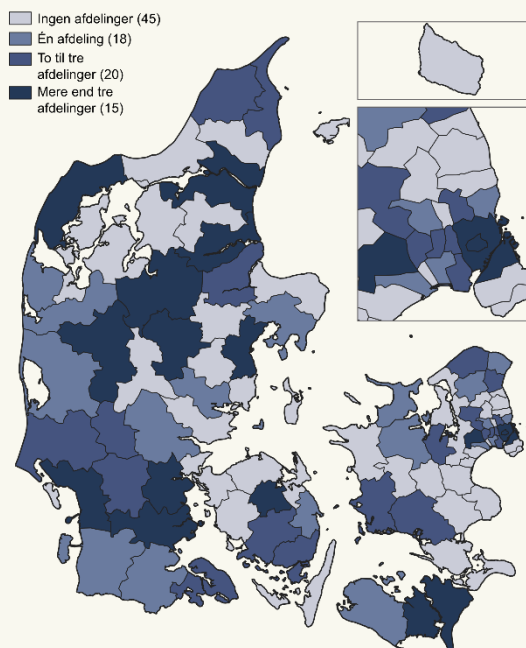 Ingen afdelinger (45)
Én afdeling (18)
To til tre
afdelinger (20)
Mere end tre
afdelinger (15)